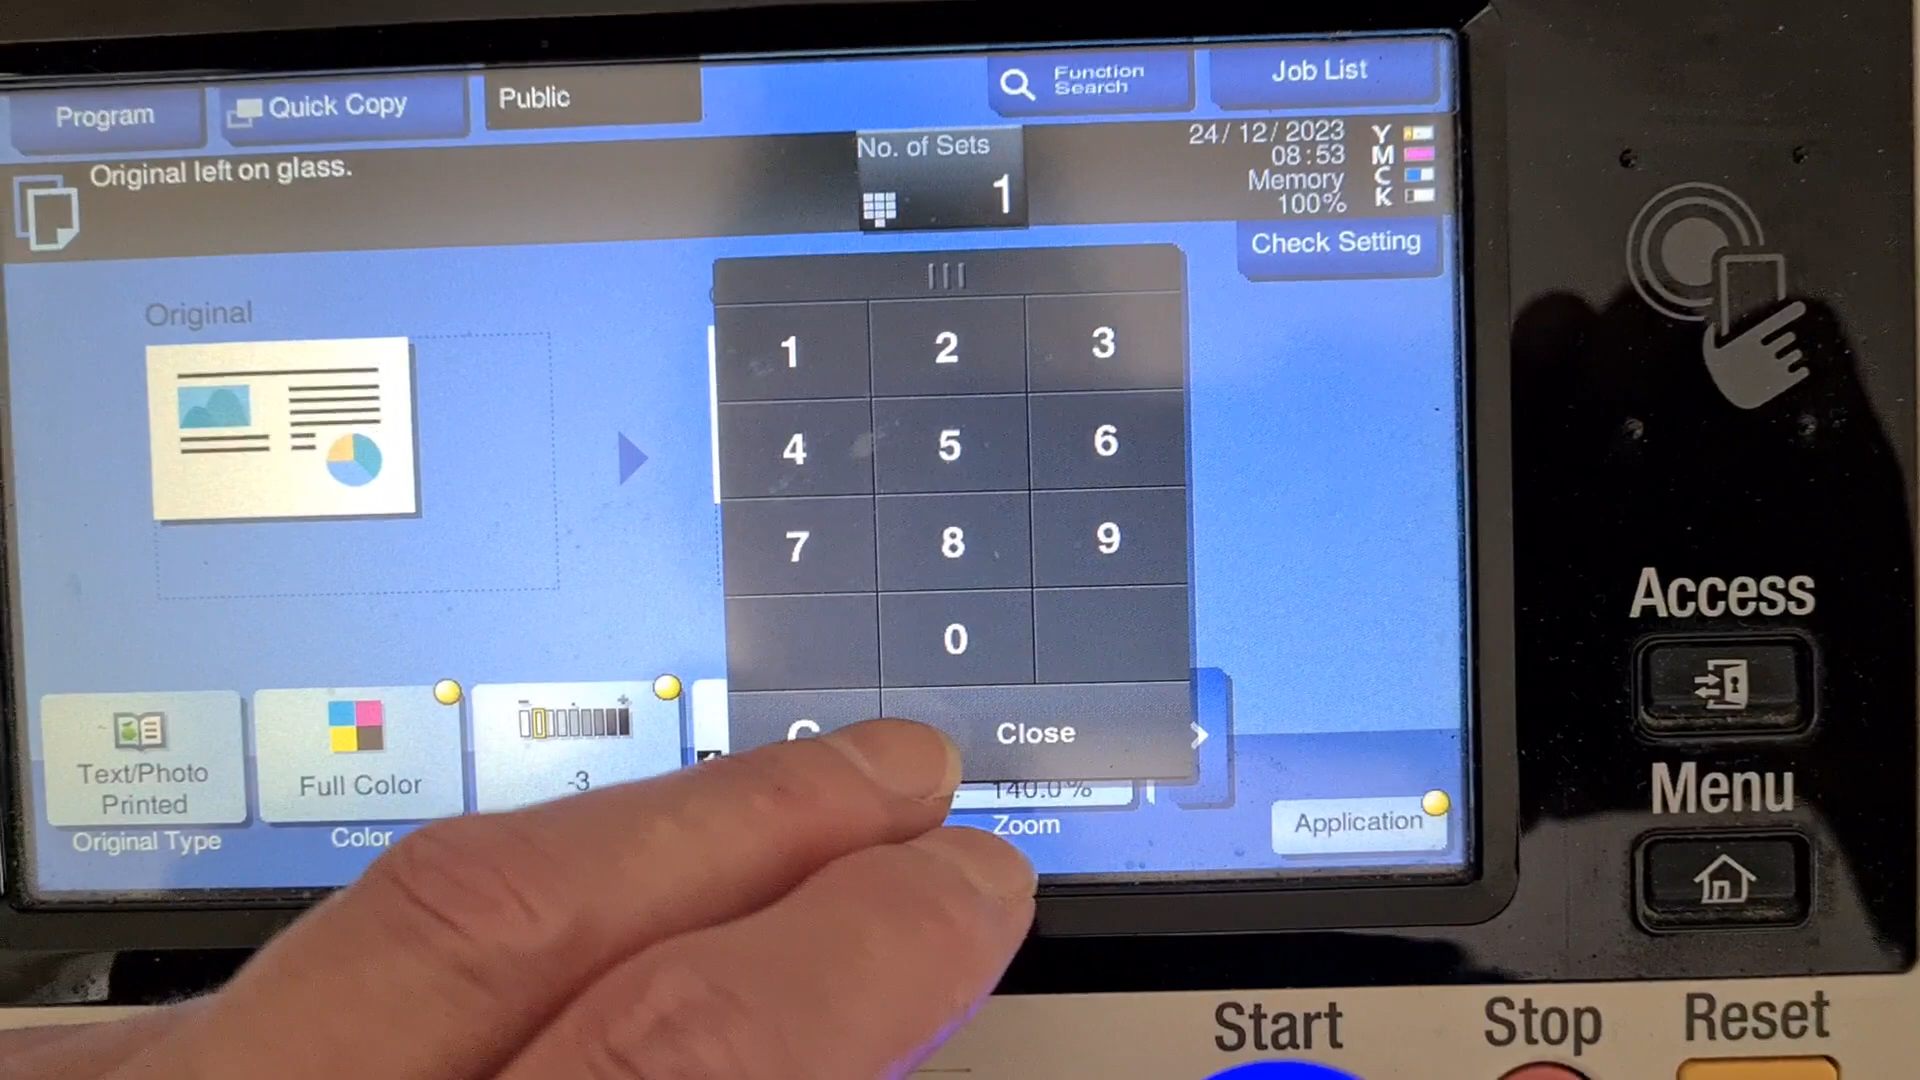 Program
Quick Copy
Public
Function
Search
Job List
Original left on glass.
No. of Sets
1
24/12/2023
08:53
Memory
100%
Y
M
C
K
Check Setting
Original
1
2
3
4
5
6
7
8
9
0
C
Close
Text/Photo
Printed
Original Type
Full Color
Color
-3
140.0%
Zoom
Application
Access
Menu
Start
Stop
Reset